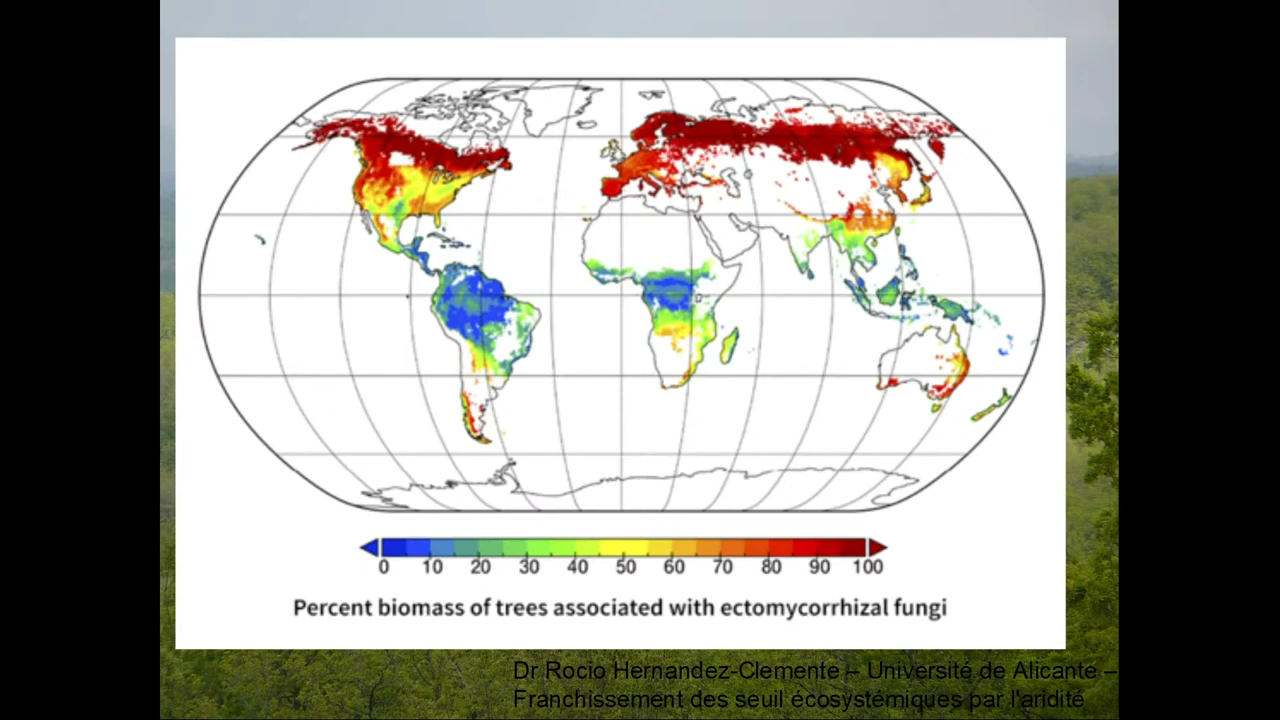 0 10 20 30 40 50 60 70 80 90 100
Percent biomass of trees associated with ectomycorrhizal fungi
Dr Rocio Hernandez-Clemente – Université de Alicante –
Franchissement des seuil écosystémiques par l'aridité